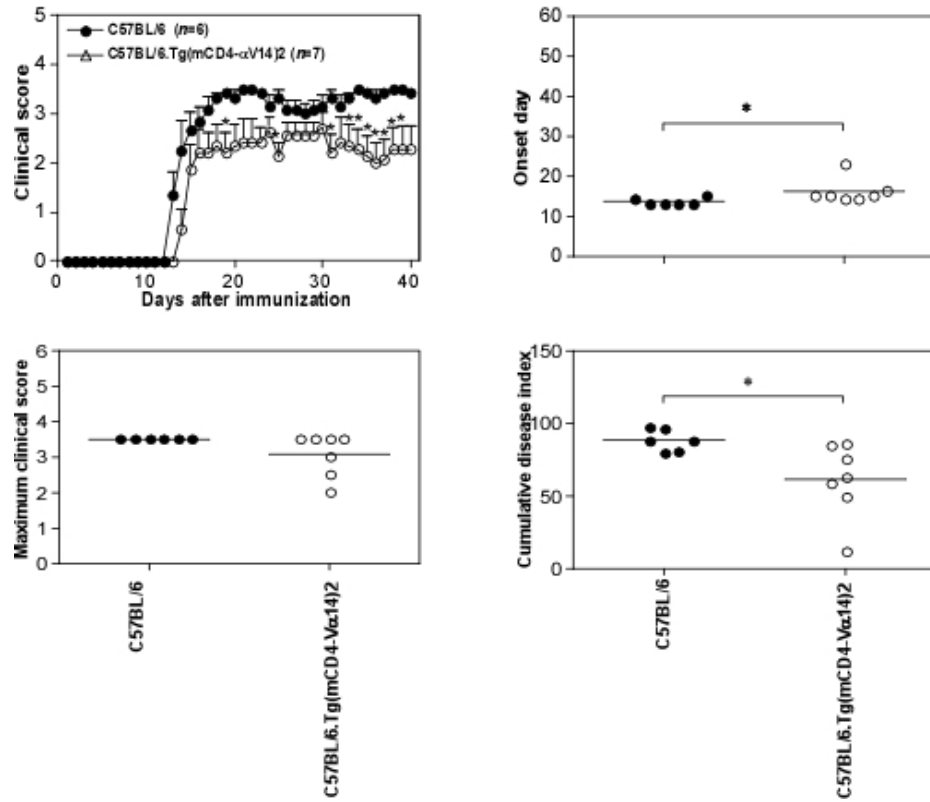 Clinical score
5
4
3
2
1
0
C57BL/6 (n=6)
C57BL/6.Tg(mCD4-αV14)2 (n=7)
*
* ** **** **
0 10 20 30 40
Days after immunization
Onset day
60
50
40
30
20
10
0
*
Maximum clinical score
6
5
4
3
2
1
0
C57BL/6
C57BL/6.Tg(mCD4-Vα14)2
Cumulative disease index
150
100
50
0
*
C57BL/6
C57BL/6.Tg(mCD4-Vα14)2